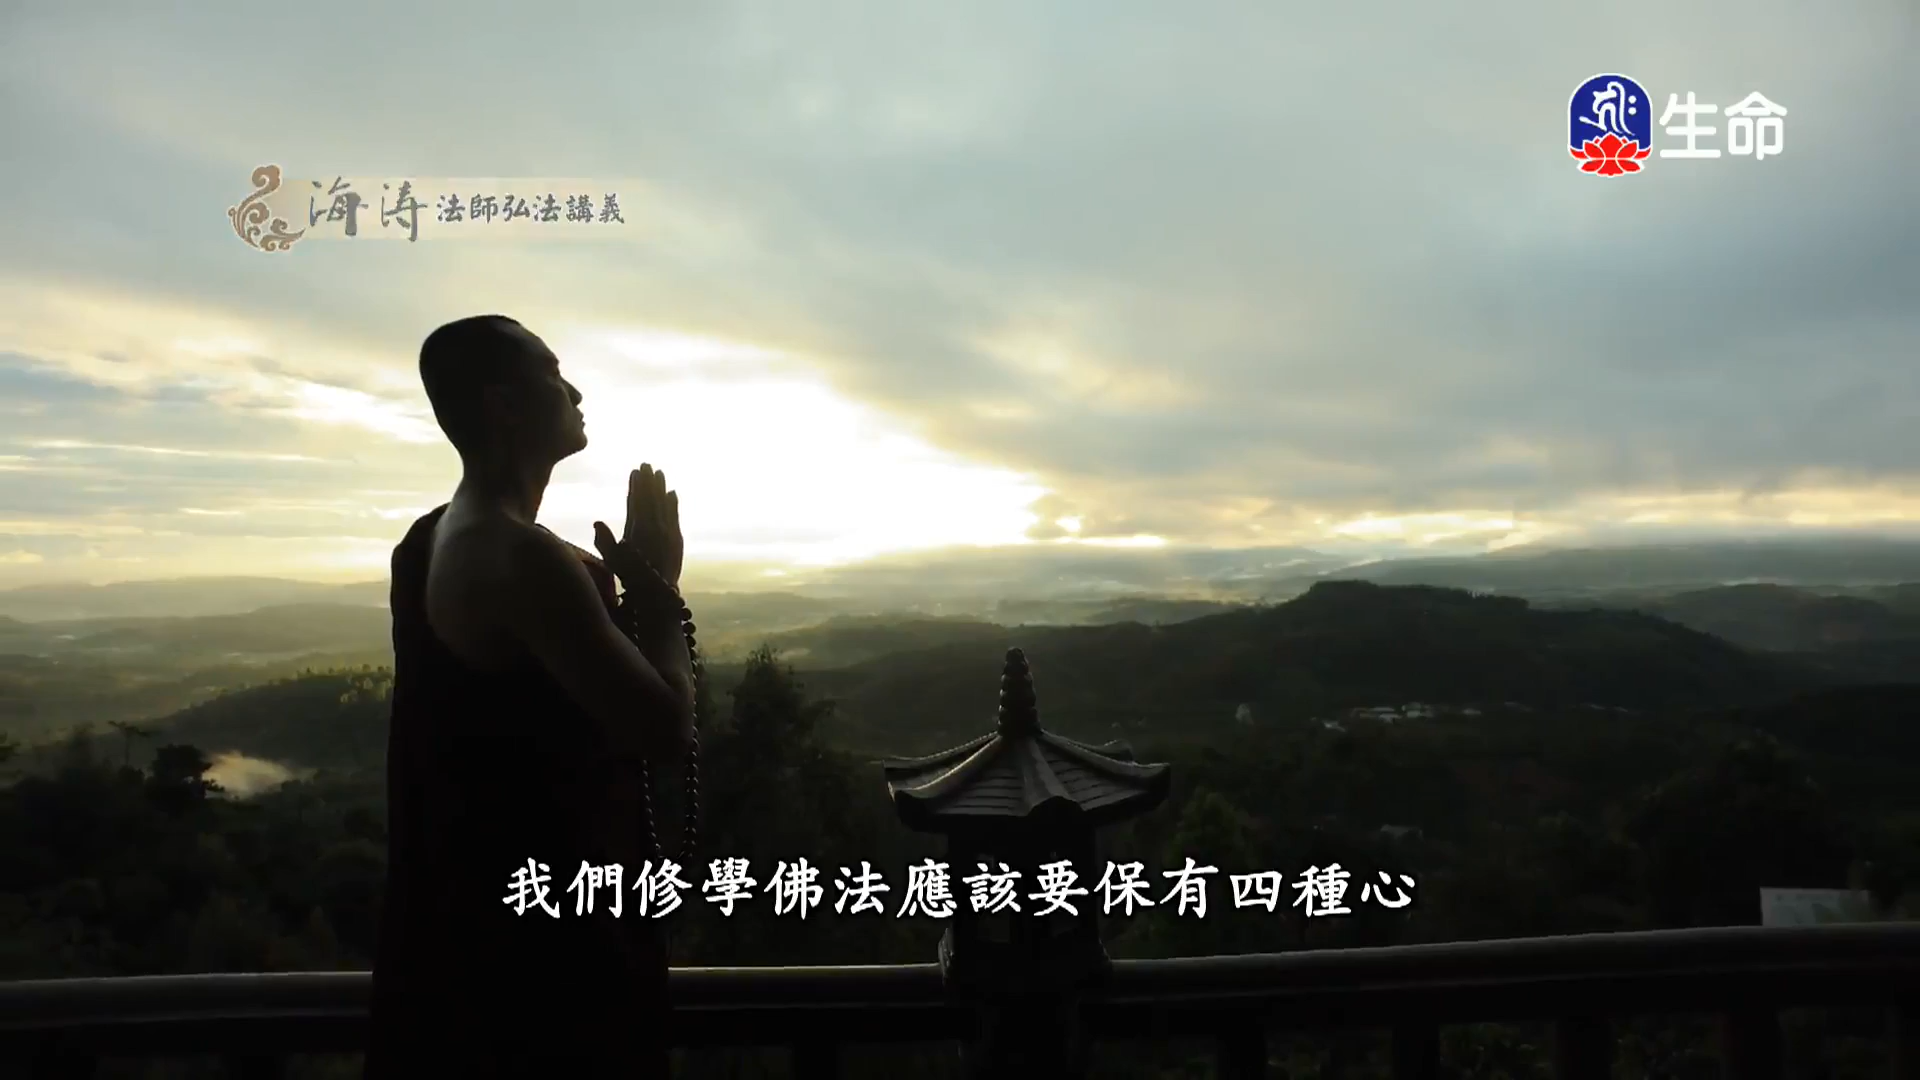 生命
海涛法師弘法講義
我們修學佛法應該要保有四種心